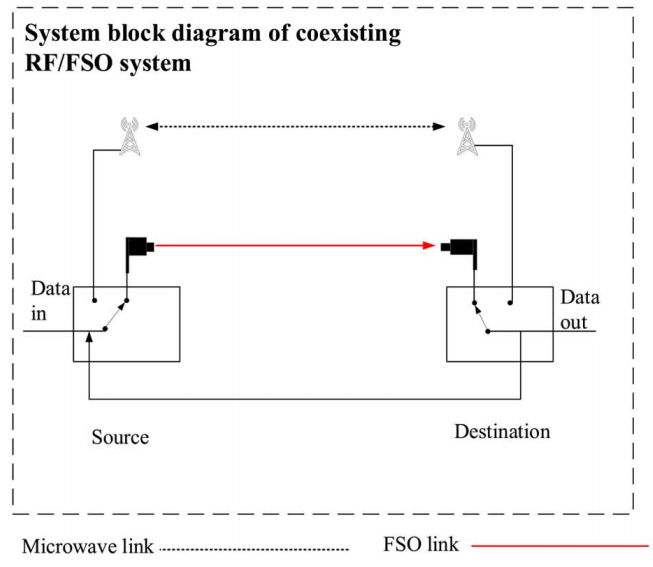 System block diagram of coexisting
RF/FSO system
Data
in
Data
out
Source
Destination
Microwave link
FSO link